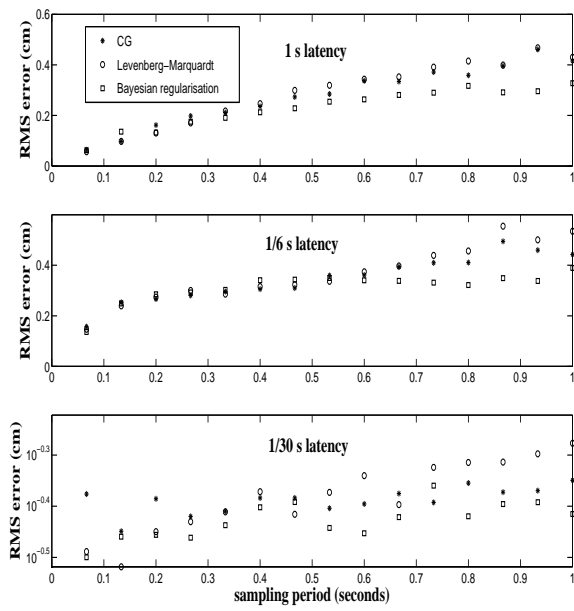 0.6
0.4
0.2
0
RMS error (cm)
CG
Levenberg−Marquardt
Bayesian regularisation
1 s latency
0 0.1 0.2 0.3 0.4 0.5 0.6 0.7 0.8 0.9 1
0.4
0.2
0
RMS error (cm)
1/6 s latency
0 0.1 0.2 0.3 0.4 0.5 0.6 0.7 0.8 0.9 1
10^−0.3
10^−0.4
10^−0.5
RMS error (cm)
1/30 s latency
0 0.1 0.2 0.3 0.4 0.5 0.6 0.7 0.8 0.9 1
sampling period (seconds)